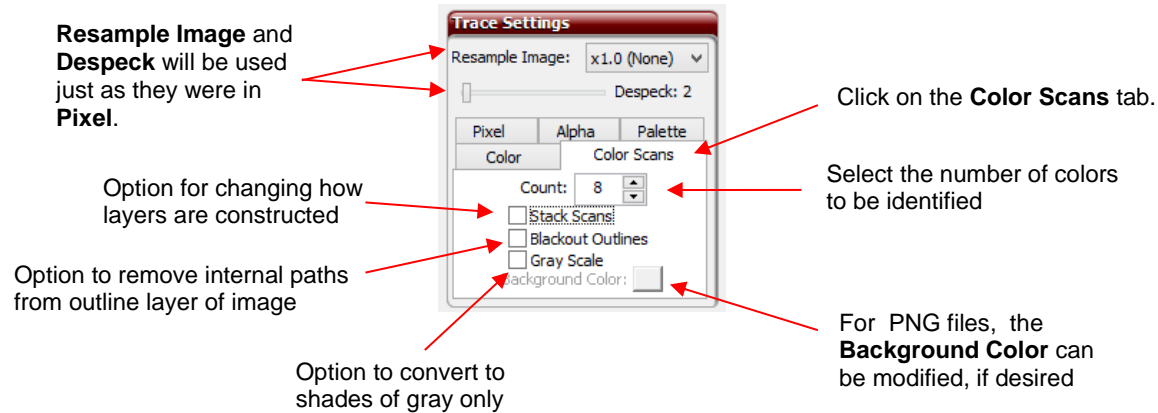 Resample Image and
Despeck will be used
just as they were in
Pixel.
Trace Settings
Resample Image: x1.0 (None)
Despeck: 2
Pixel Alpha Palette
Color Color Scans
Count: 8
Stack Scans
Blackout Outlines
Gray Scale
Background Color:
Click on the Color Scans tab.
Option for changing how
layers are constructed
Select the number of colors
to be identified
Option to remove internal paths
from outline layer of image
Option to convert to
shades of gray only
For PNG files, the
Background Color can
be modified, if desired